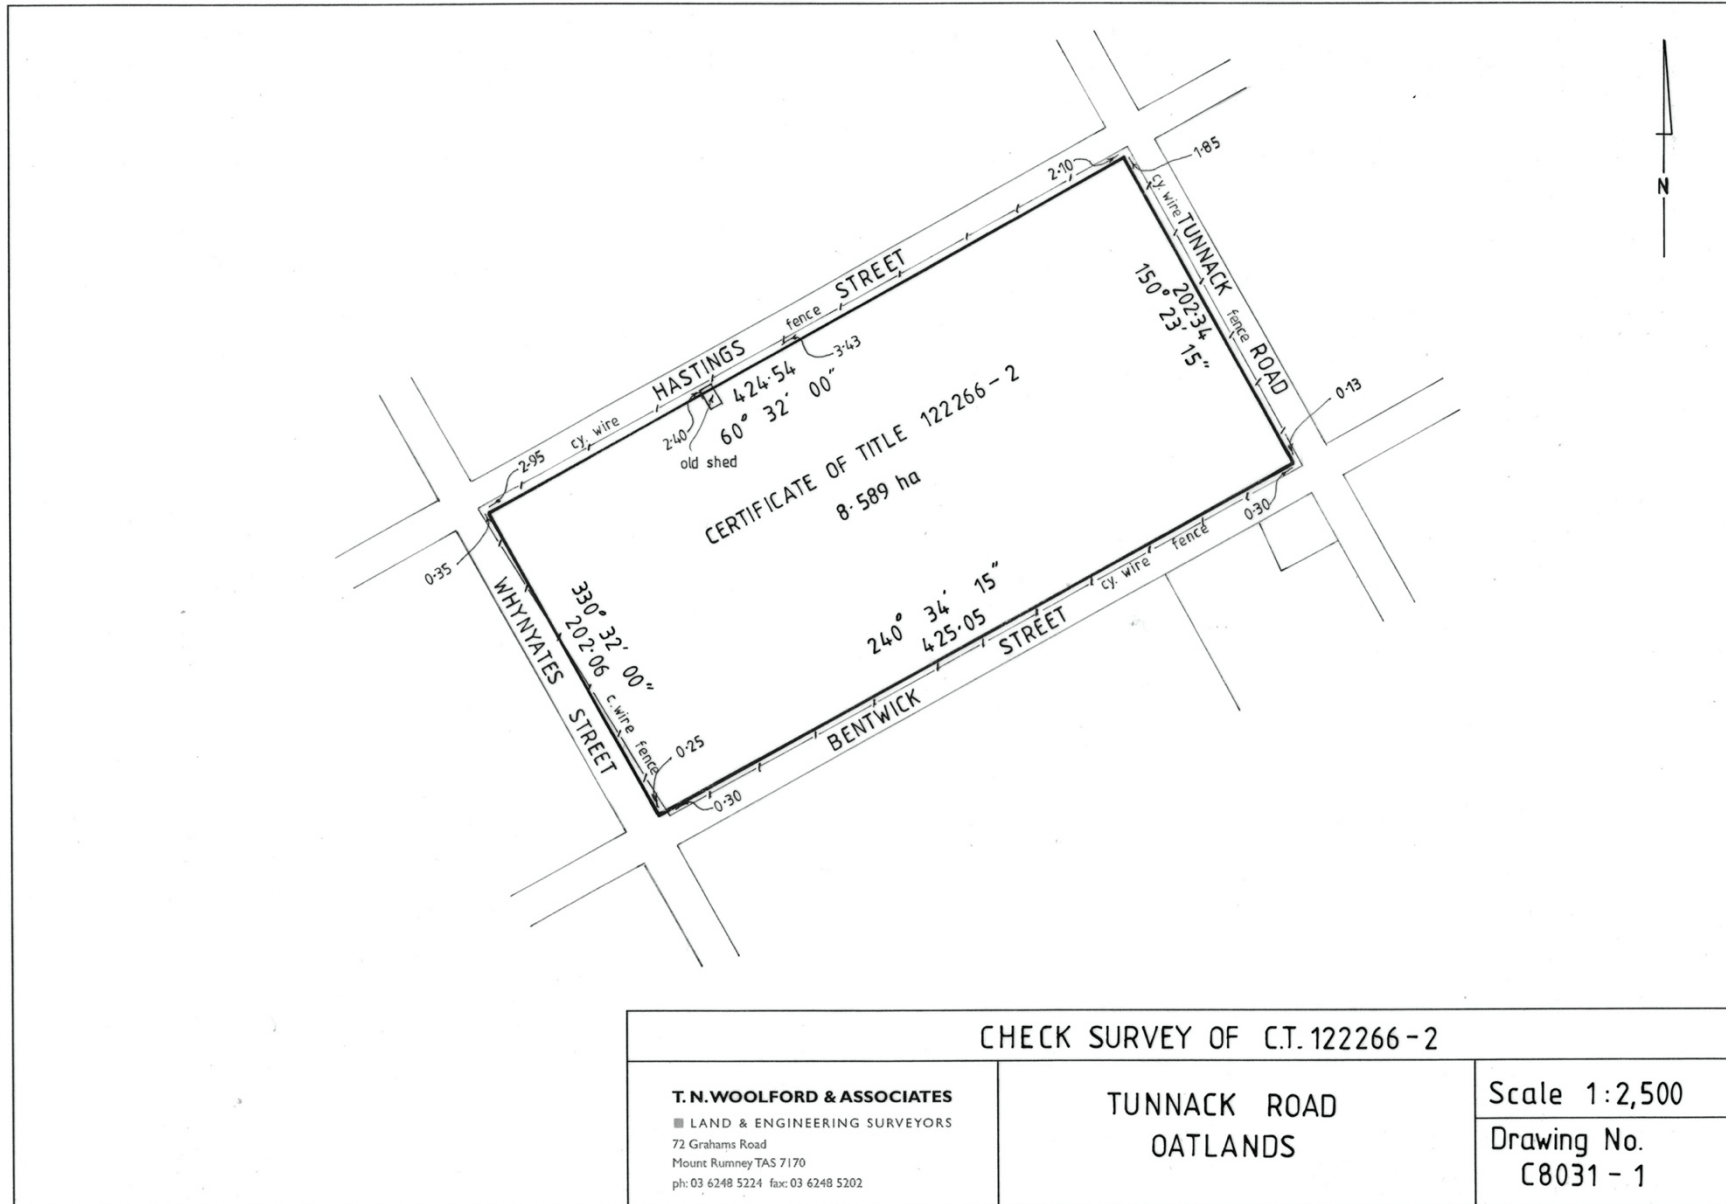 2·10
1·85
cy. wire
TUNNACK
fence
ROAD
N
HASTINGS
fence
STREET
3·43
150° 23' 15"
202·34
0·13
424·54
60° 32' 00"
2·40
old shed
cy. wire
2·95
CERTIFICATE OF TITLE 122266-2
8·589 ha
0·30
0·35
WHYNYATES
STREET
330° 32' 00"
202·06
c.wire fence
240° 34' 15"
425·05
cy. wire
fence
BENTWICK
STREET
0·25
0·30
CHECK SURVEY OF C.T. 122266-2
T.N.WOOLFORD & ASSOCIATES
LAND & ENGINEERING SURVEYORS
72 Grahams Road
Mount Rumney TAS 7170
ph: 03 6248 5224 fax: 03 6248 5202
TUNNACK ROAD
OATLANDS
Scale 1:2,500
Drawing No.
C8031-1